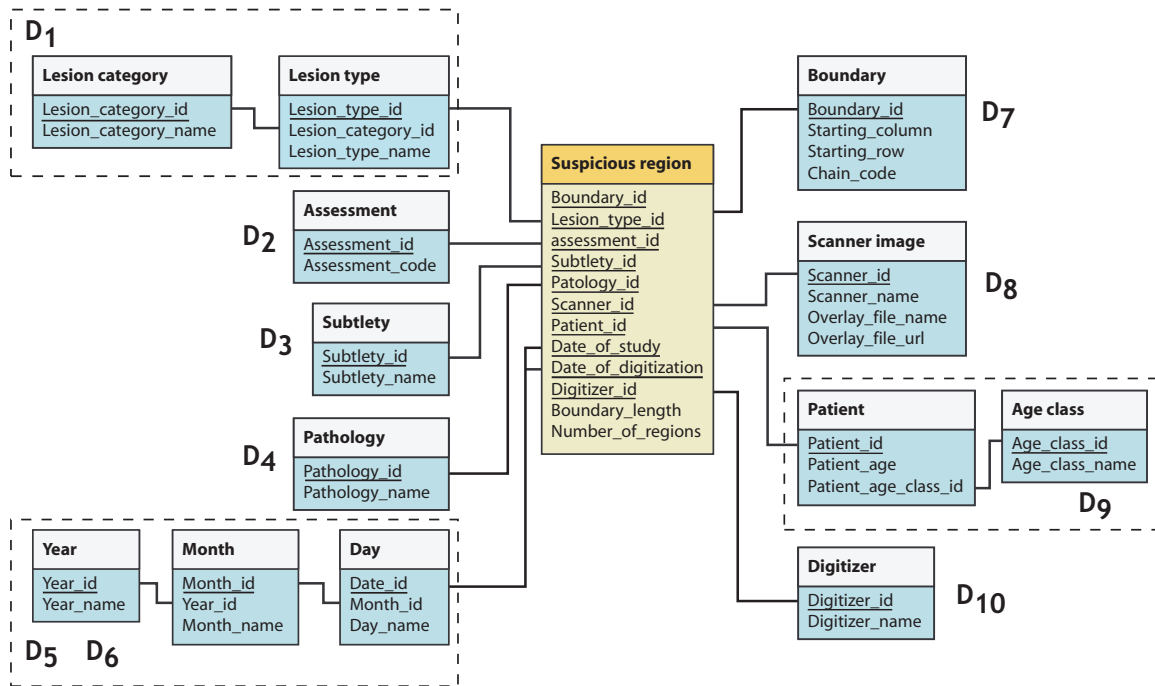 D1
Lesion category
Lesion_category_id
Lesion_category_name
Lesion type
Lesion_type_id
Lesion_category_id
Lesion_type_name
D2
Assessment
Assessment_id
Assessment_code
D3
Subtlety
Subtlety_id
Subtlety_name
D4
Pathology
Pathology_id
Pathology_name
Year
Year_id
Year_name
Month
Month_id
Year_id
Month_name
Day
Date_id
Month_id
Day_name
D5 D6
Suspicious region
Boundary_id
Lesion_type_id
assessment_id
Subtlety_id
Patology_id
Scanner_id
Patient_id
Date_of_study
Date_of_digitization
Digitizer_id
Boundary_length
Number_of_regions
Boundary
Boundary_id
Starting_column
Starting_row
Chain_code
D7
Scanner image
Scanner_id
Scanner_name
Overlay_file_name
Overlay_file_url
D8
Patient
Patient_id
Patient_age
Patient_age_class_id
Age class
Age_class_id
Age_class_name
D9
Digitizer
Digitizer_id
Digitizer_name
D10